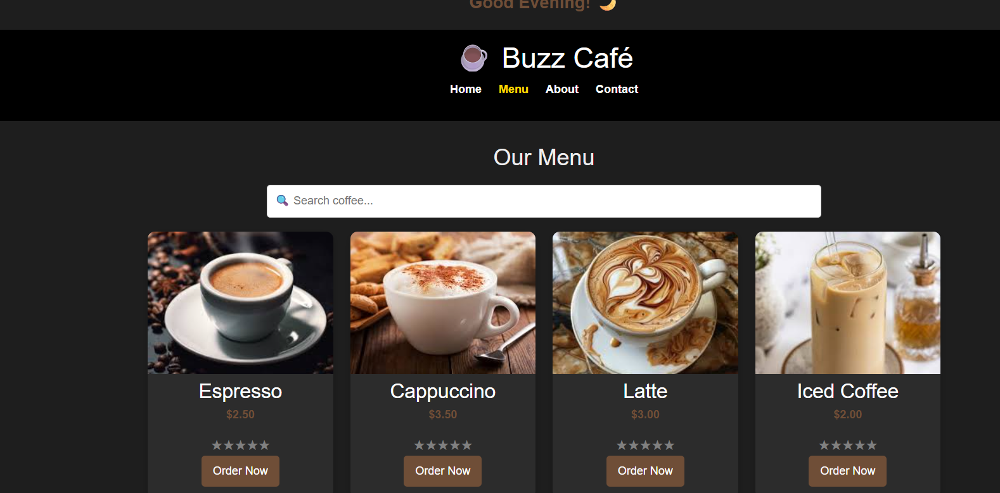 Good Evening! 🌙
Buzz Café
Home Menu About Contact
Our Menu
🔍 Search coffee...
Espresso
$2.50
★★★★★
Order Now
Cappuccino
$3.50
★★★★★
Order Now
Latte
$3.00
★★★★★
Order Now
Iced Coffee
$2.00
★★★★★
Order Now